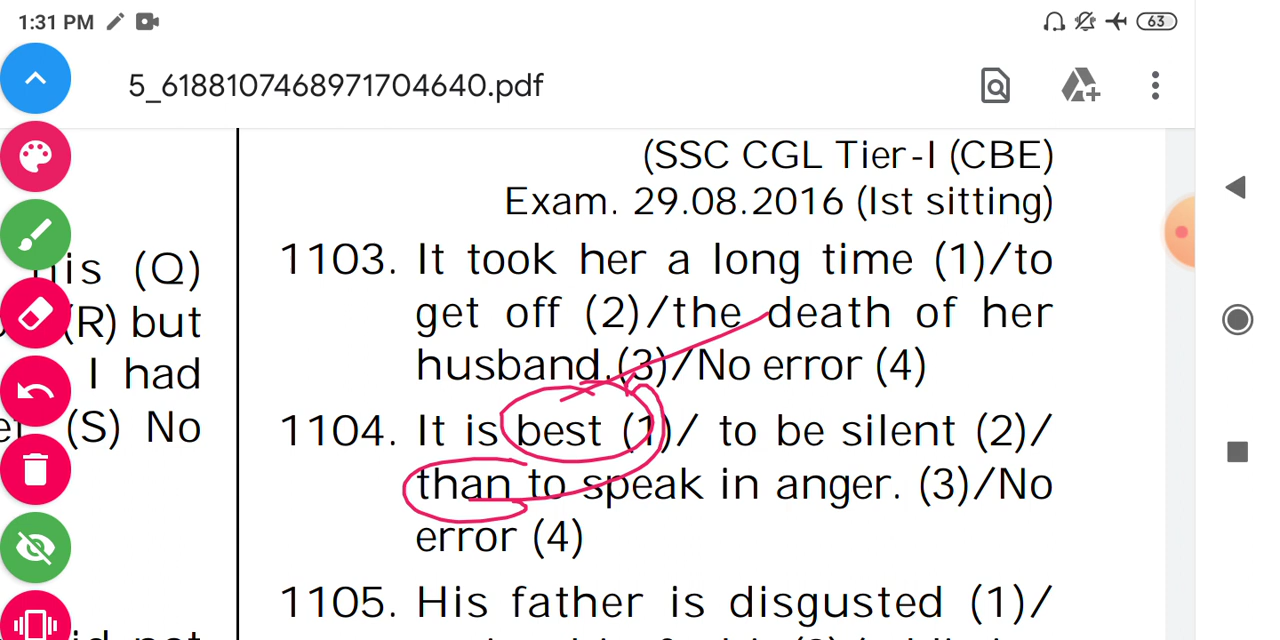 1:31 PM
63
5_6188107468971704640.pdf
(SSC CGL Tier-I (CBE)
Exam. 29.08.2016 (Ist sitting)
his (Q)
(R) but
I had
(S) No
1103. It took her a long time (1)/to
get off (2)/the death of her
husband.(3)/No error (4)
1104. It is best (1)/ to be silent (2)/
than to speak in anger. (3)/No
error (4)
1105. His father is disgusted (1)/